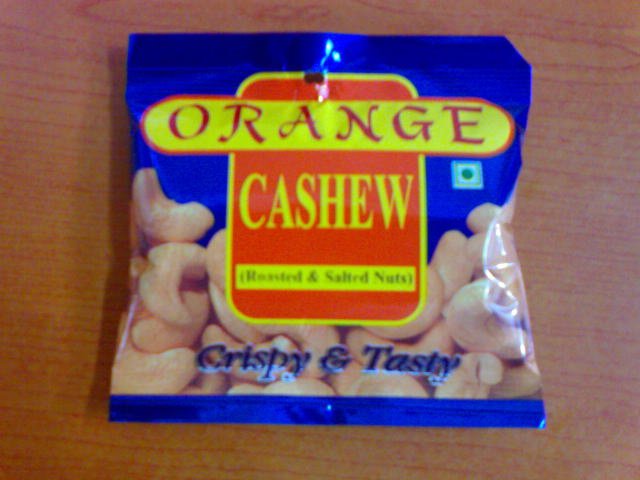 ORANGE
CASHEW
(Roasted & Salted Nuts)
Crispy & Tasty